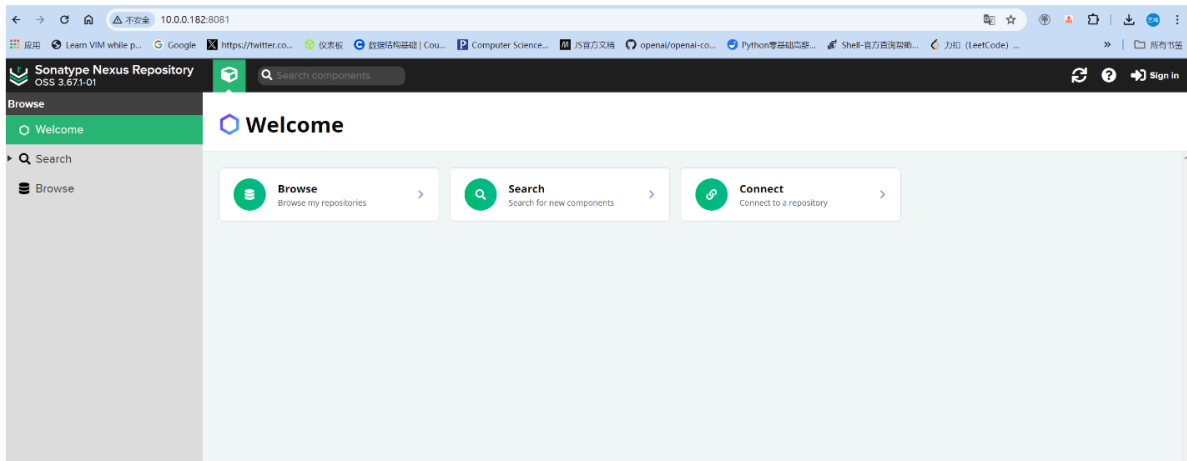 不安全 10.0.0.182:8081
应用 Learn VIM while p... Google https://twitter.co... 仪表板 数据结构基础 | Cou... Computer Science... JS官方文档 openai/openai-co... Python零基础高薪... Shell-官方查询帮助... 力扣 (LeetCode) ... » 所有书签
Sonatype Nexus Repository
OSS 3.67.1-01
Search components
Sign in
Browse
Welcome
Search
Browse
Welcome
Browse
Browse my repositories
Search
Search for new components
Connect
Connect to a repository